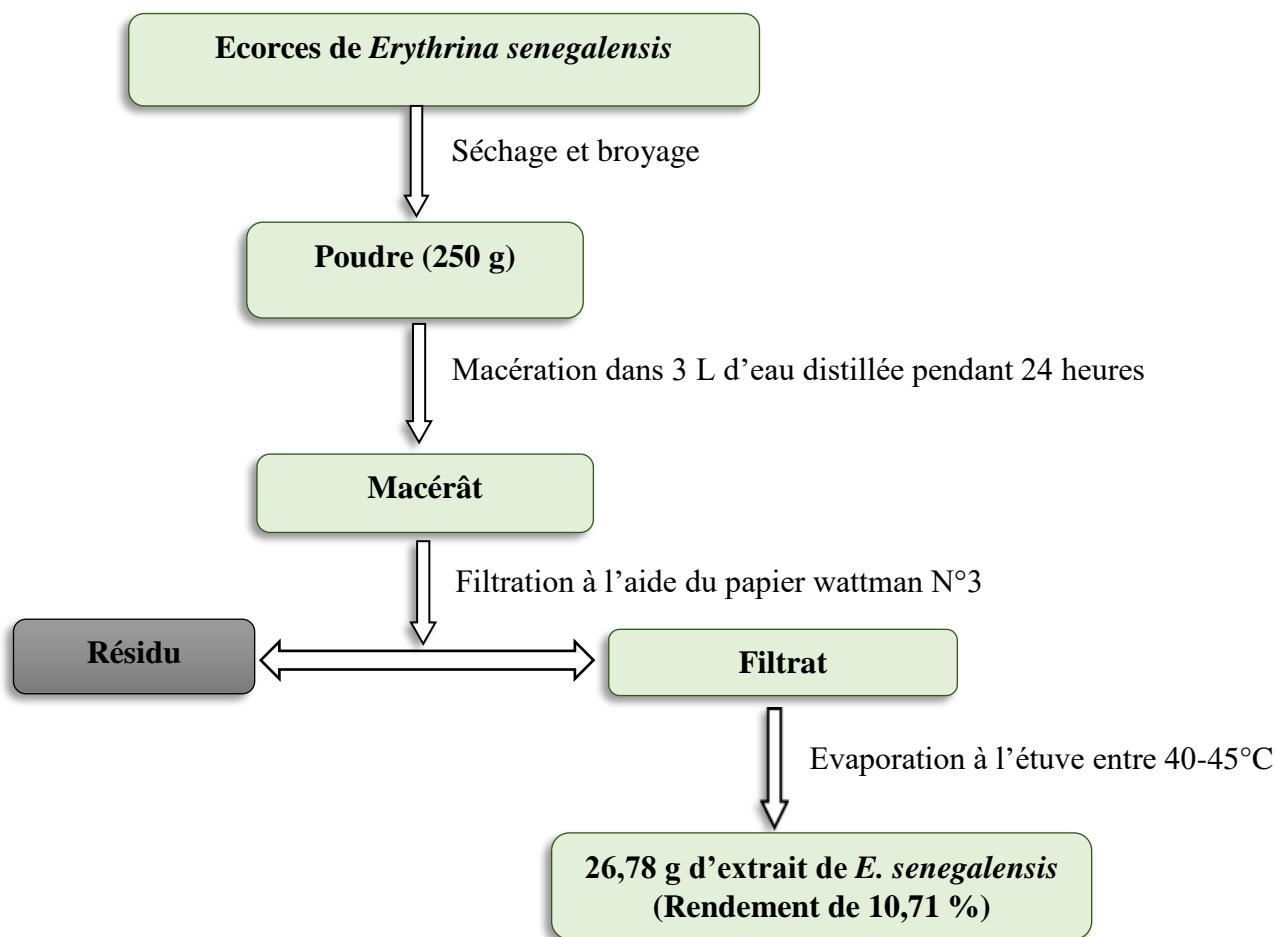 Ecorces de Erythrina senegalensis
Séchage et broyage
Poudre (250 g)
Macération dans 3 L d’eau distillée pendant 24 heures
Macérât
Filtration à l’aide du papier wattman N°3
Résidu
Filtrat
Evaporation à l’étuve entre 40-45°C
26,78 g d’extrait de E. senegalensis
(Rendement de 10,71 %)